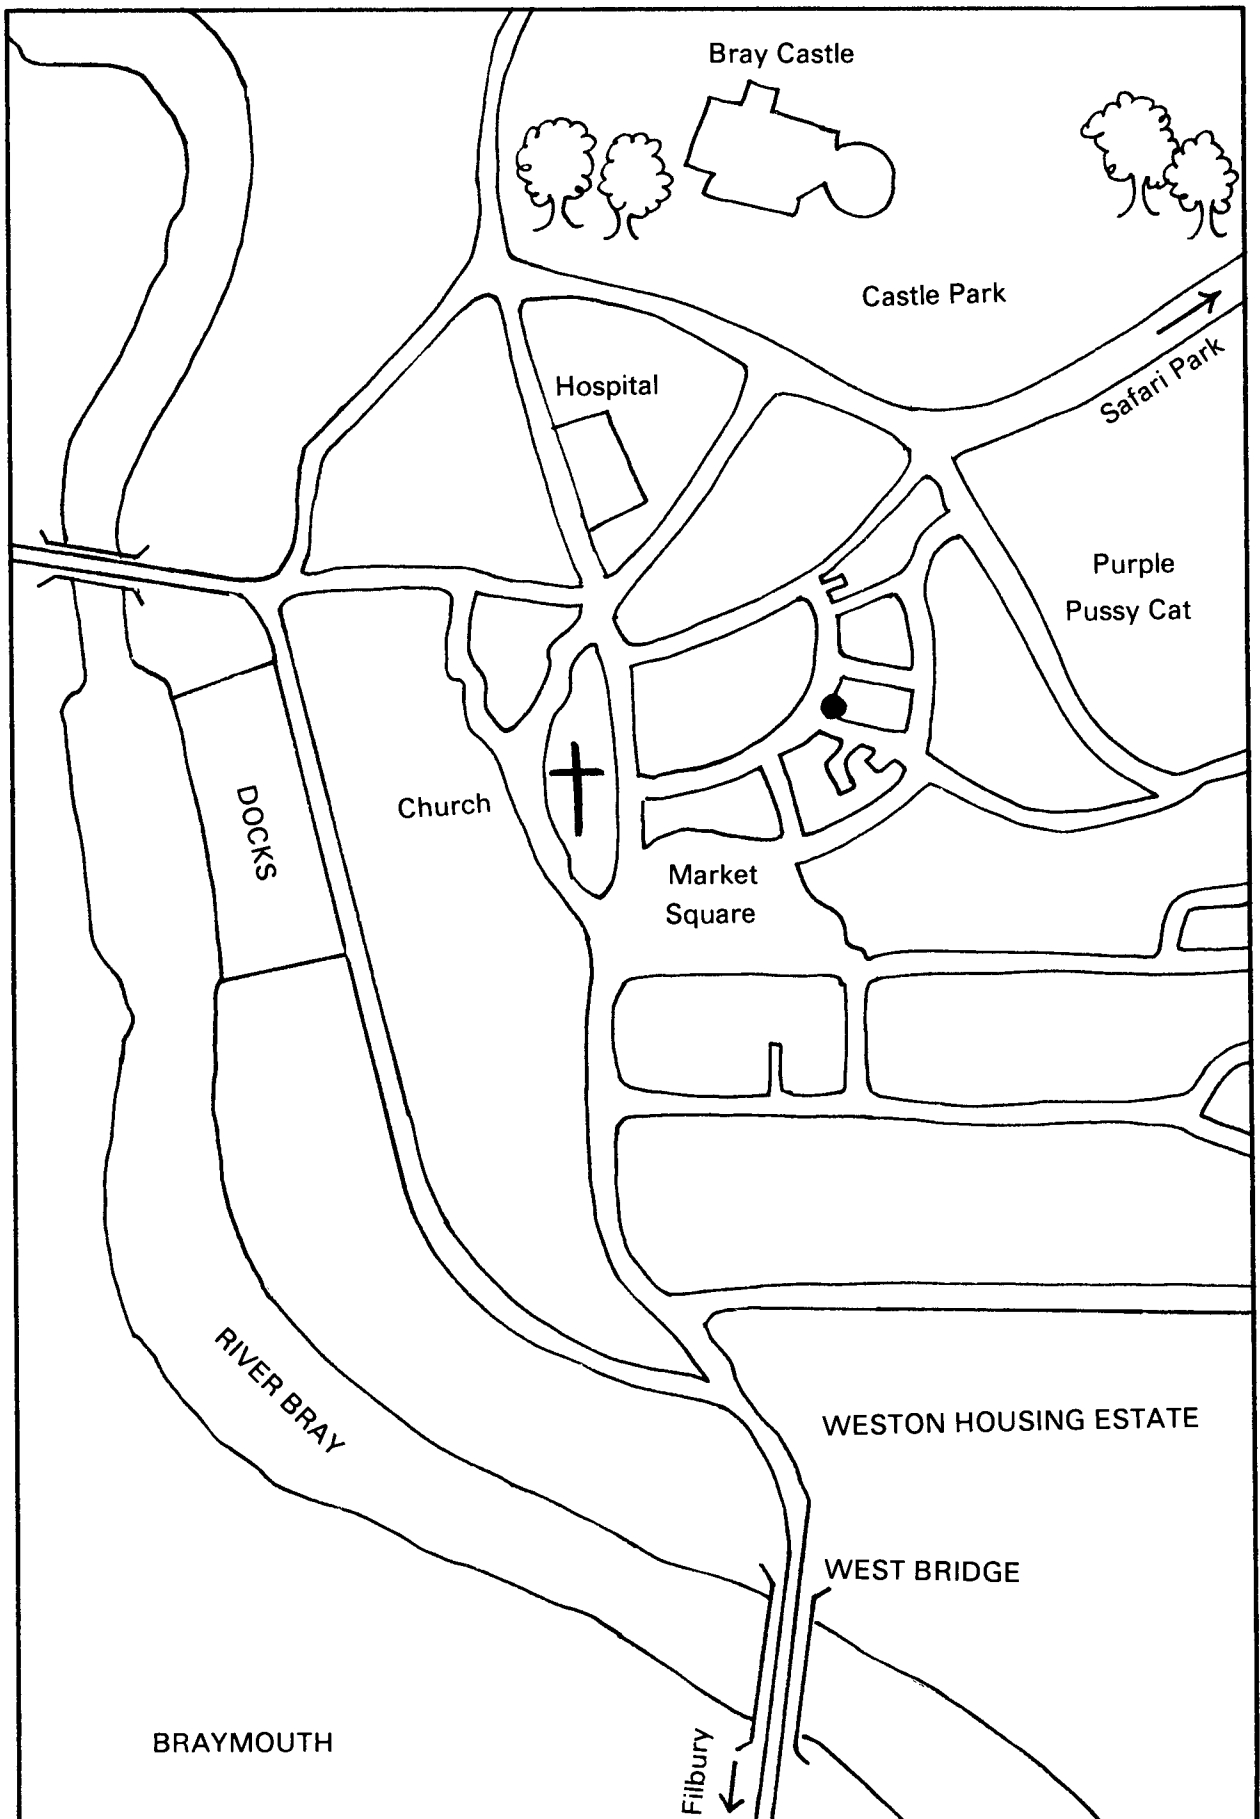 Bray Castle
Castle Park
Safari Park
Hospital
Purple
Pussy Cat
DOCKS
Church
Market
Square
RIVER BRAY
WESTON HOUSING ESTATE
WEST BRIDGE
BRAYMOUTH
Filbury